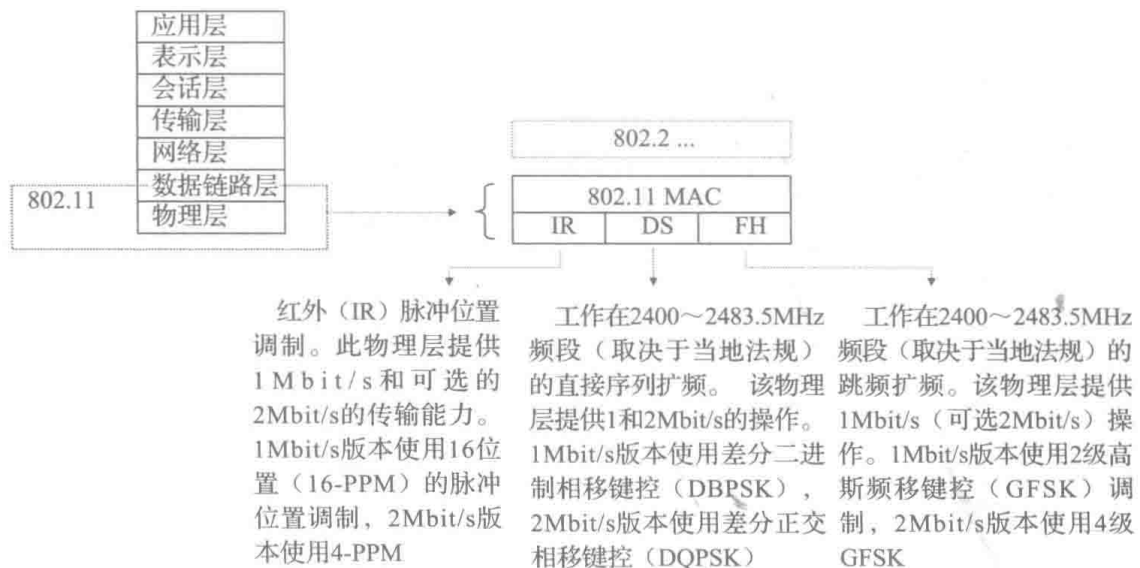 应用层
表示层
会话层
传输层
网络层
数据链路层
物理层
802.11
802.2 ...
802.11 MAC
IR
DS
FH
红外（IR）脉冲位置
调制。此物理层提供
1Mbit/s和可选的
2Mbit/s的传输能力。
1Mbit/s版本使用16位
置（16-PPM）的脉冲
位置调制，2Mbit/s版
本使用4-PPM
工作在2400～2483.5MHz
频段（取决于当地法规）
的直接序列扩频。 该物理
层提供1和2Mbit/s的操作。
1Mbit/s版本使用差分二进
制相移键控（DBPSK），
2Mbit/s版本使用差分正交
相移键控（DQPSK）
工作在2400～2483.5MHz
频段（取决于当地法规）的
跳频扩频。该物理层提供
1Mbit/s（可选2Mbit/s）操
作。1Mbit/s版本使用2级高
斯频移键控（GFSK）调
制，2Mbit/s版本使用4级
GFSK